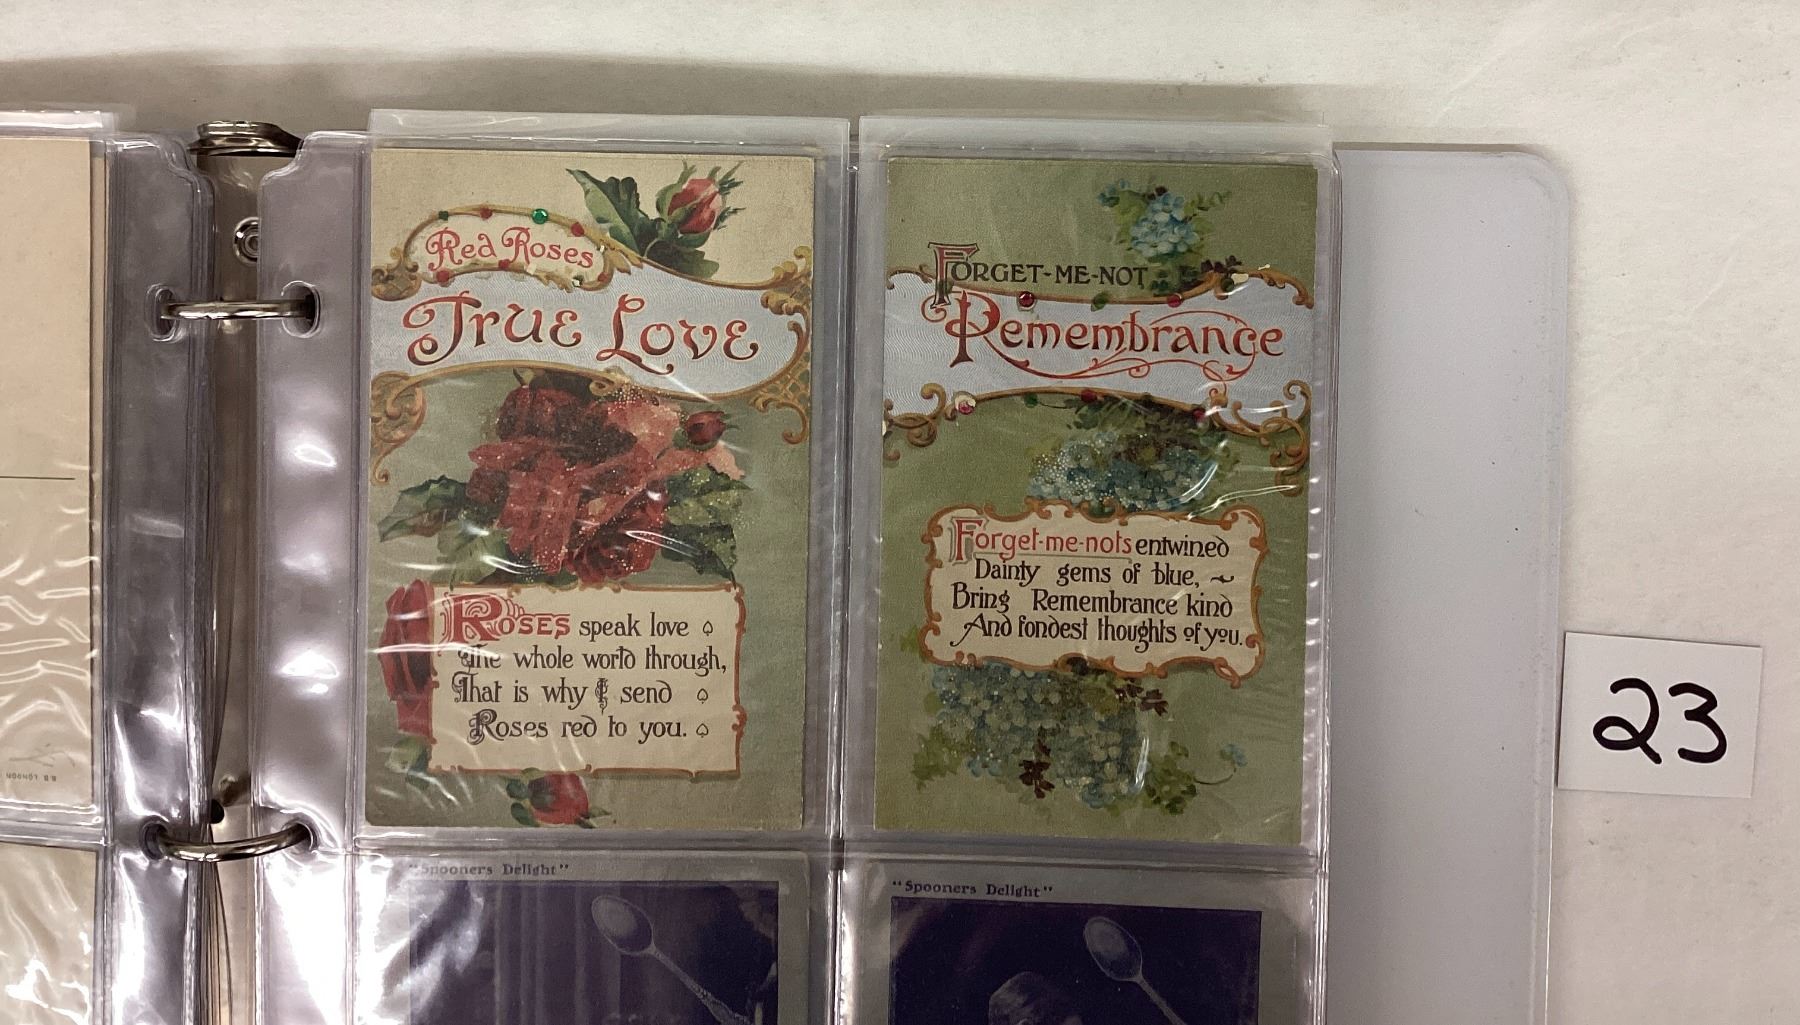 Red Roses
True Love
Roses speak love
The whole world through,
That is why I send
Roses red to you.
Forget-me-not
Remembrance
Forget-me-nots entwined
Dainty gems of blue,
Bring Remembrance kind
And fondest thoughts of you.
"Spooners Delight"
"Spooners Delight"
23
B.B. LONDON